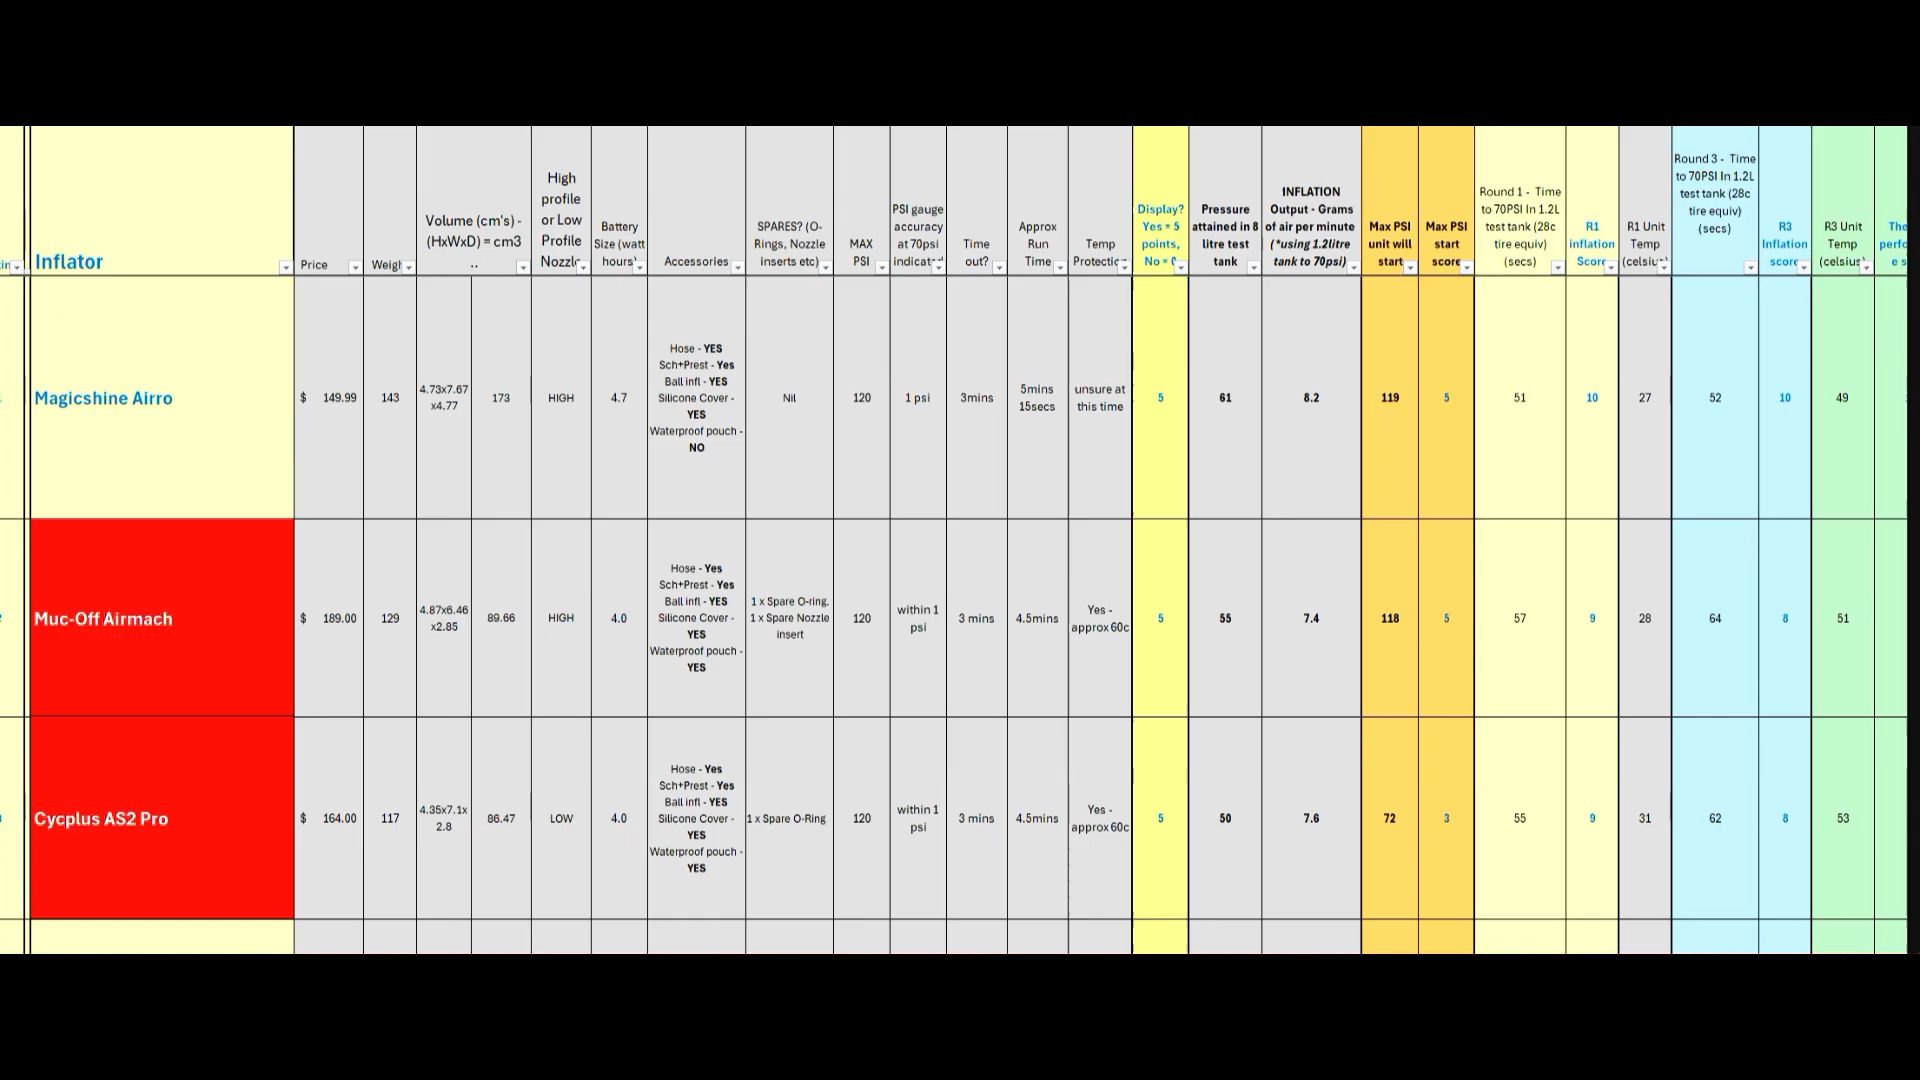 Inflator
Price
Weigh
Volume (cm's) -
(HxWxD) = cm3
..
High
profile
or Low
Profile
Nozzle
Battery
Size (watt
hours)
Accessories
SPARES? (O-
Rings, Nozzle
inserts etc)
MAX
PSI
PSI gauge
accuracy
at 70psi
indicated
Time
out?
Approx
Run
Time
Temp
Protectic
Display?
Yes = 5
points,
No = 0
Pressure
attained in 8
litre test
tank
INFLATION
Output - Grams
of air per minute
(*using 1.2litre
tank to 70psi)
Max PSI
unit will
start
Max PSI
start
score
Round 1 - Time
to 70PSI In 1.2L
test tank (28c
tire equiv)
(secs)
R1
inflation
Score
R1 Unit
Temp
(celsius)
Round 3 - Time
to 70PSI In 1.2L
test tank (28c
tire equiv)
(secs)
R3
Inflation
score
R3 Unit
Temp
(celsius)
The
perfo
e s
Magicshine Airro
$ 149.99
143
4.73x7.67
x4.77
173
HIGH
4.7
Hose - YES
Sch+Prest - Yes
Ball infl - YES
Silicone Cover -
YES
Waterproof pouch -
NO
Nil
120
1 psi
3mins
5mins
15secs
unsure at
this time
5
61
8.2
119
5
51
10
27
52
10
49
Muc-Off Airmach
$ 189.00
129
4.87x6.46
x2.85
89.66
HIGH
4.0
Hose - Yes
Sch+Prest - Yes
Ball infl - YES
Silicone Cover -
YES
Waterproof pouch -
YES
1 x Spare O-ring.
1 x Spare Nozzle
insert
120
within 1
psi
3 mins
4.5mins
Yes -
approx 60c
5
55
7.4
118
5
57
9
28
64
8
51
Cycplus AS2 Pro
$ 164.00
117
4.35x7.1x
2.8
86.47
LOW
4.0
Hose - Yes
Sch+Prest - Yes
Ball infl - YES
Silicone Cover -
YES
Waterproof pouch -
YES
1 x Spare O-Ring
120
within 1
psi
3 mins
4.5mins
Yes -
approx 60c
5
50
7.6
72
3
55
9
31
62
8
53